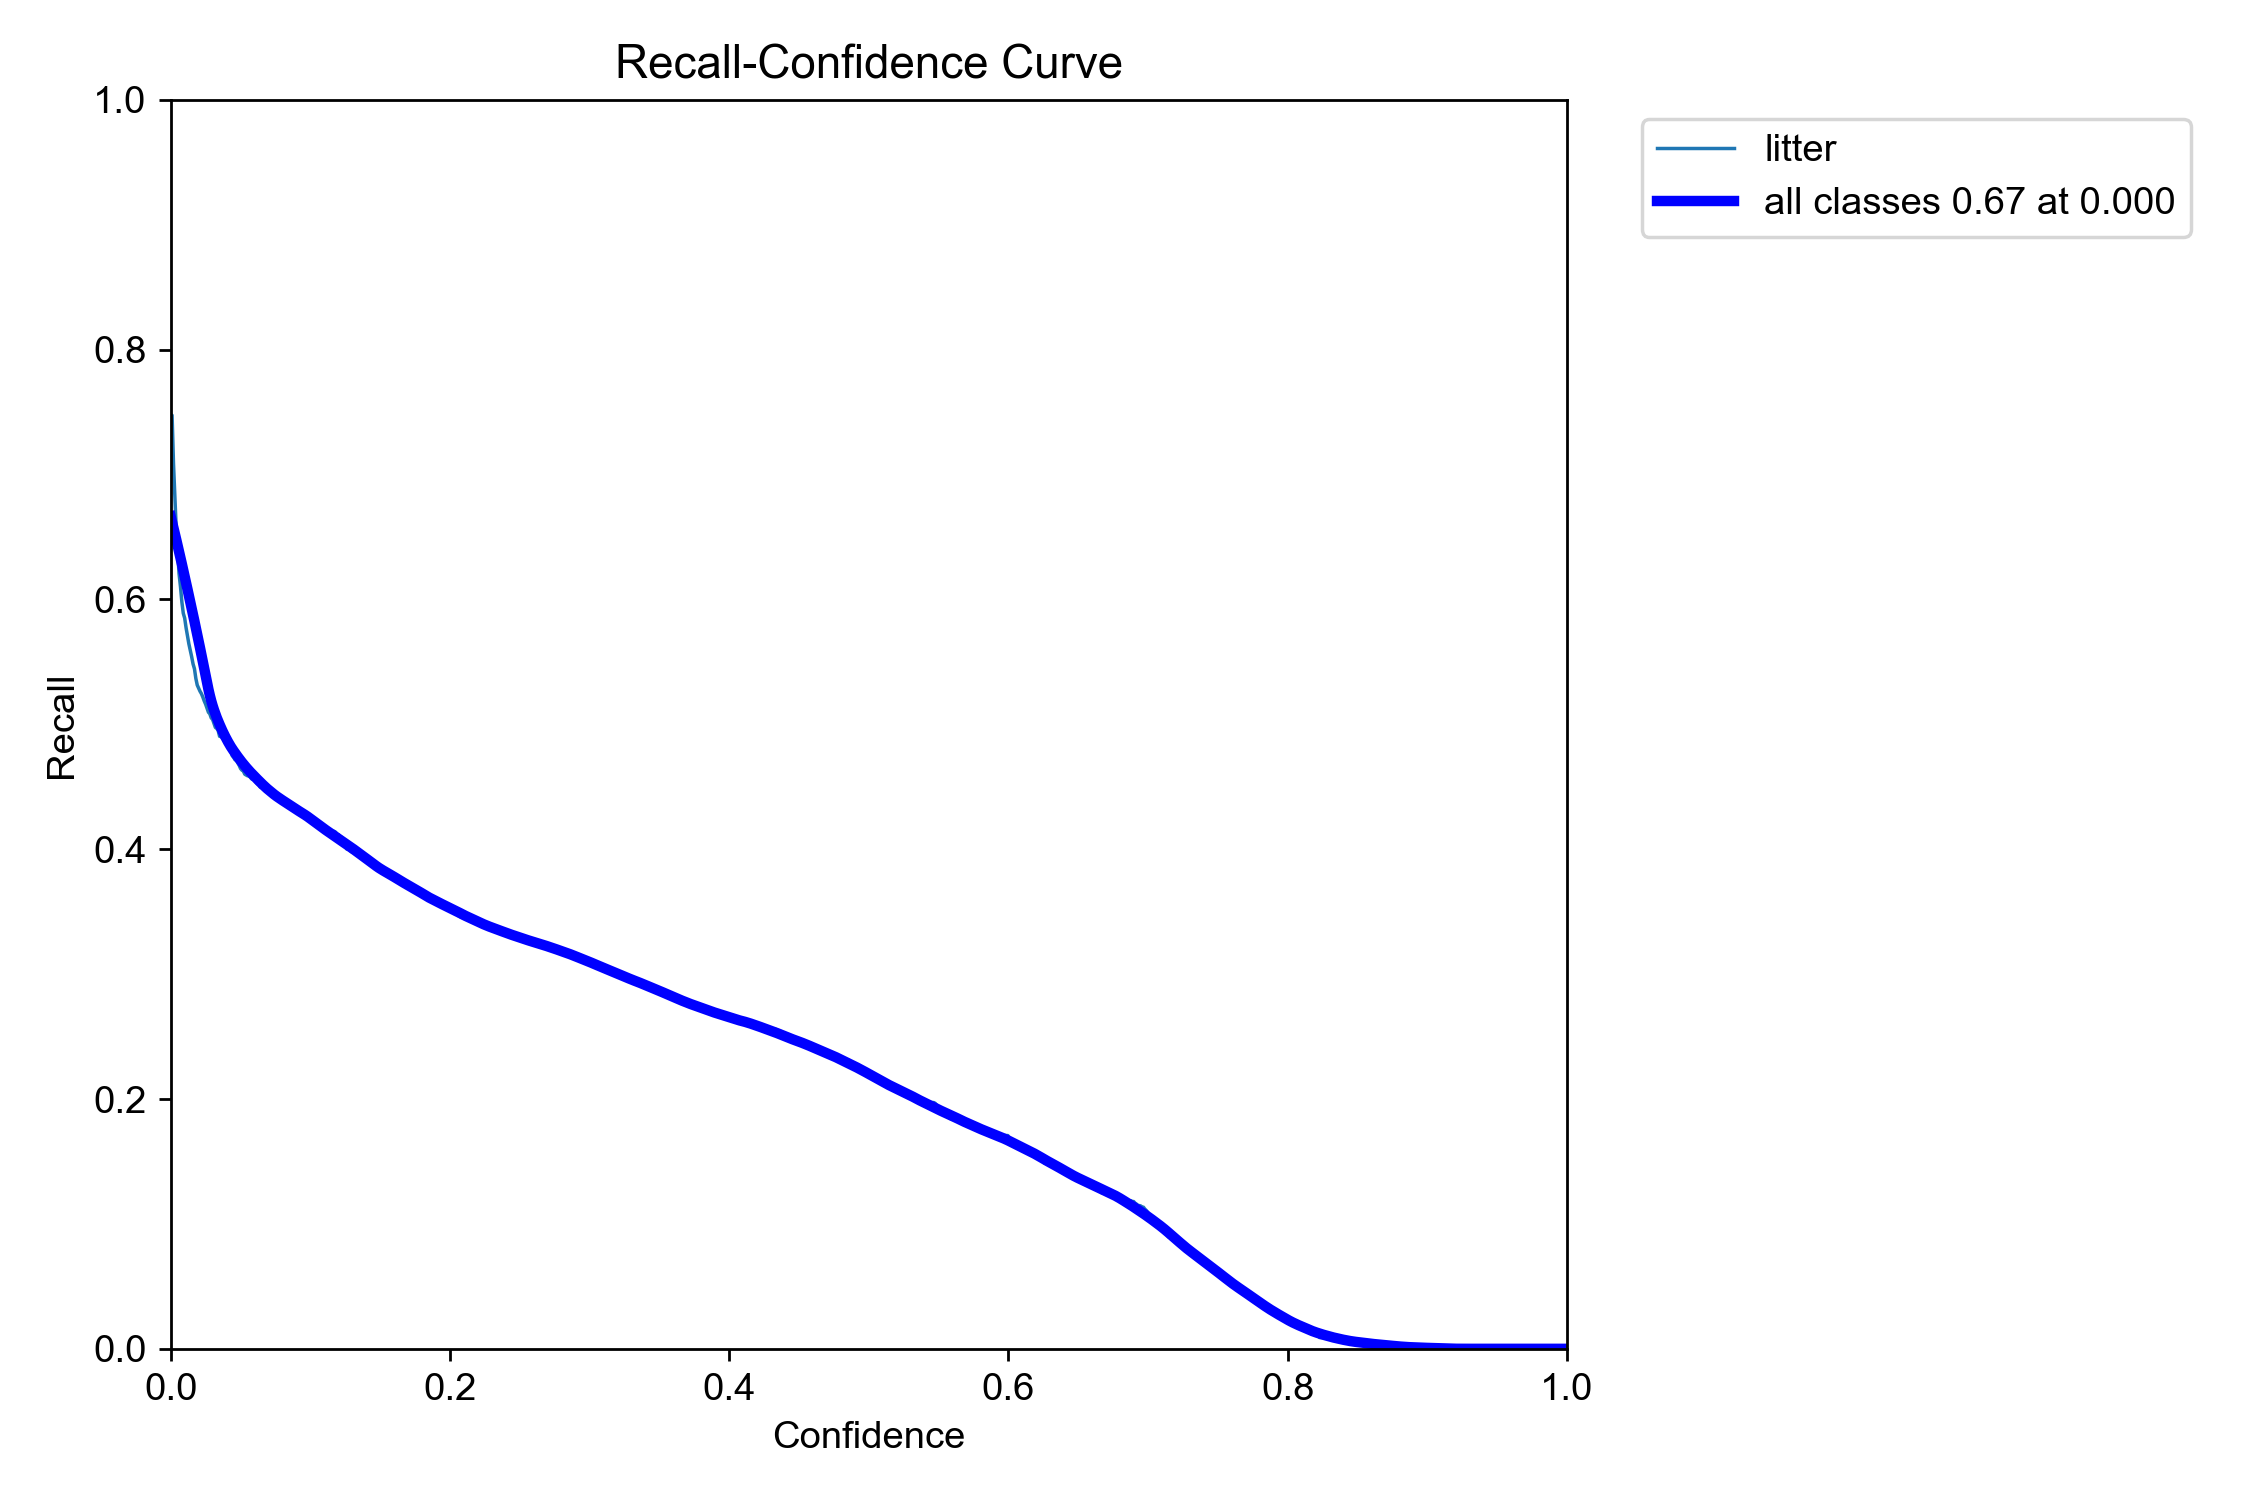 Recall-Confidence Curve
1.0
0.8
0.6
0.4
0.2
0.0
Recall
0.0 0.2 0.4 0.6 0.8 1.0
Confidence
litter
all classes 0.67 at 0.000